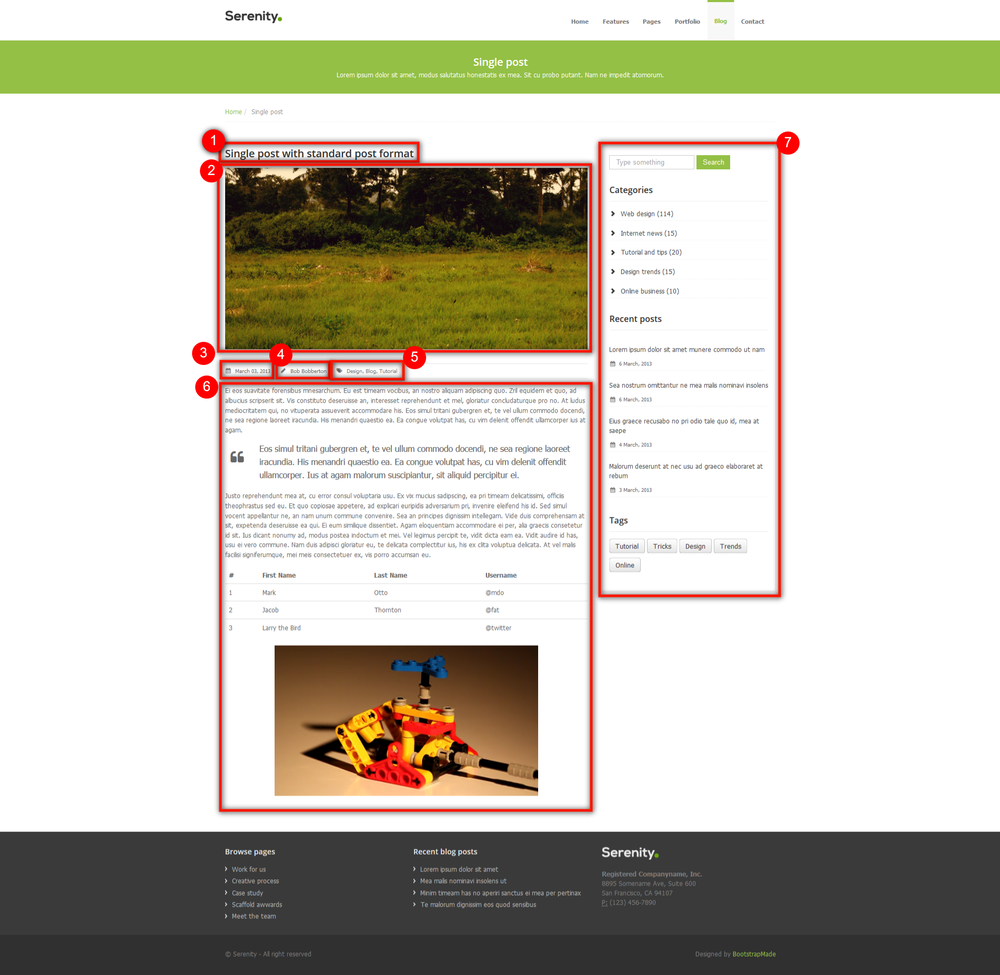 Serenity.
Home Features Pages Portfolio Blog Contact
Single post
Lorem ipsum dolor sit amet, modus salutatus honestatis ex mea. Sit cu probo putant. Nam ne impedit atomorum.
Home / Single post
1
Single post with standard post format
2
3
March 03, 2013
4
Bob Bobberton
5
Design, Blog, Tutorial
6
Ei eos suavitate forensibus mnesarchum. Eu est timeam vocibus, an nostro aliquam adipiscing quo. Zril equidem et quo, ad
albucius scripserit sit. Vis constituto deseruisse an, interesset reprehendunt et mel, gloriatur concludaturque pro no. At ludus
mediocritatem qui, no vituperata assueverit accommodare his. Eos simul tritani gubergren et, te vel ullum commodo docendi,
ne sea regione laoreet iracundia. His menandri quaestio ea. Ea congue volutpat has, cu vim delenit offendit ullamcorper ius at
agam.
Eos simul tritani gubergren et, te vel ullum commodo docendi, ne sea regione laoreet
iracundia. His menandri quaestio ea. Ea congue volutpat has, cu vim delenit offendit
ullamcorper. Ius at agam malorum suscipiantur, sit aliquid percipitur ei.
Justo reprehendunt mea at, cu error consul voluptaria usu. Ex vix mucius sadipscing, ea pri timeam delicatissimi, officiis
theophrastus sed eu. Et quo copiosae appetere, ad explicari euripidis adversarium pri, invenire eleifend his id. Sed simul
vocent appellantur ne, an nam unum commune convenire. Sea an principes dignissim intellegam. Vide duis comprehensam at
sit, expetenda deseruisse ea qui. Ei eum similique dissentiet. Agam eloquentiam accommodare ei per, alia graecis consetetur
id sit. Ius dicant nonumy ad, modus postea indoctum et mei. Vel legimus percipit te, vidit dicta eam ea. Vidit audire id has,
usu ei vero commune. Nam duis adipisci gloriatur eu, te delicata complectitur ius, his ex clita voluptua delicata. At vel malis
facilisi signiferumque, mei meis consectetuer ex, vis porro accumsan eu.
# First Name Last Name Username
1 Mark Otto @mdo
2 Jacob Thornton @fat
3 Larry the Bird @twitter
7
Type something Search
Categories
Web design (114)
Internet news (15)
Tutorial and tips (20)
Design trends (15)
Online business (10)
Recent posts
Lorem ipsum dolor sit amet munere commodo ut nam
6 March, 2013
Sea nostrum omittantur ne mea malis nominavi insolens
6 March, 2013
Eius graece recusabo no pri odio tale quo id, mea at
saepe
4 March, 2013
Malorum deserunt at nec usu ad graeco elaboraret at
rebum
3 March, 2013
Tags
Tutorial Tricks Design Trends
Online
Browse pages
Work for us
Creative process
Case study
Scaffold awwards
Meet the team
Recent blog posts
Lorem ipsum dolor sit amet
Mea malis nominavi insolens ut
Minim timeam has no aperiri sanctus ei mea per pertinax
Te malorum dignissim eos quod sensibus
Serenity.
Registered Companyname, Inc.
8895 Somename Ave, Suite 600
San Francisco, CA 94107
P: (123) 456-7890
© Serenity - All right reserved
Designed by BootstrapMade